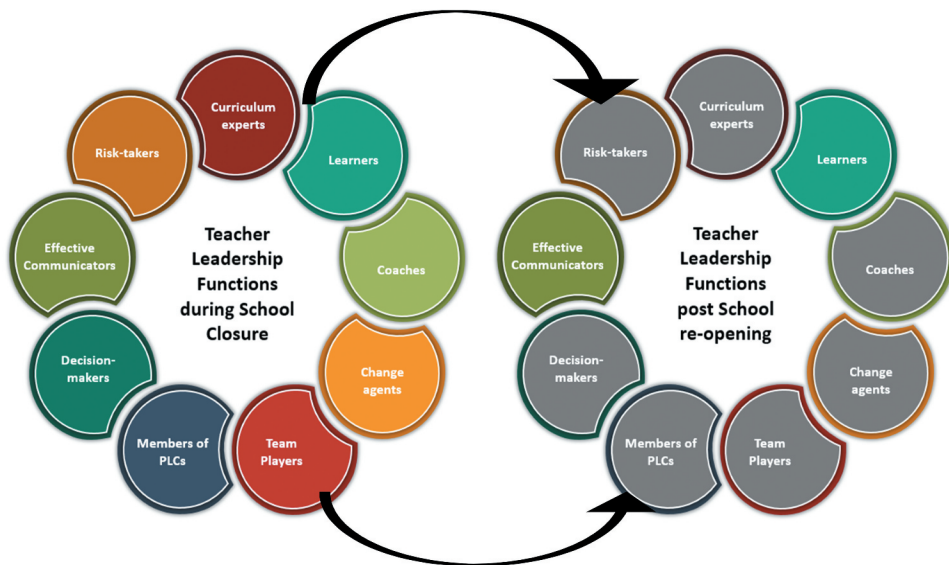 Curriculum
experts
Learners
Coaches
Change
agents
Team
Players
Members of
PLCs
Decision-
makers
Effective
Communicators
Risk-takers
Teacher
Leadership
Functions
during School
Closure
Curriculum
experts
Learners
Coaches
Change
agents
Team
Players
Members of
PLCs
Decision-
makers
Effective
Communicators
Risk-takers
Teacher
Leadership
Functions
post School
re-opening